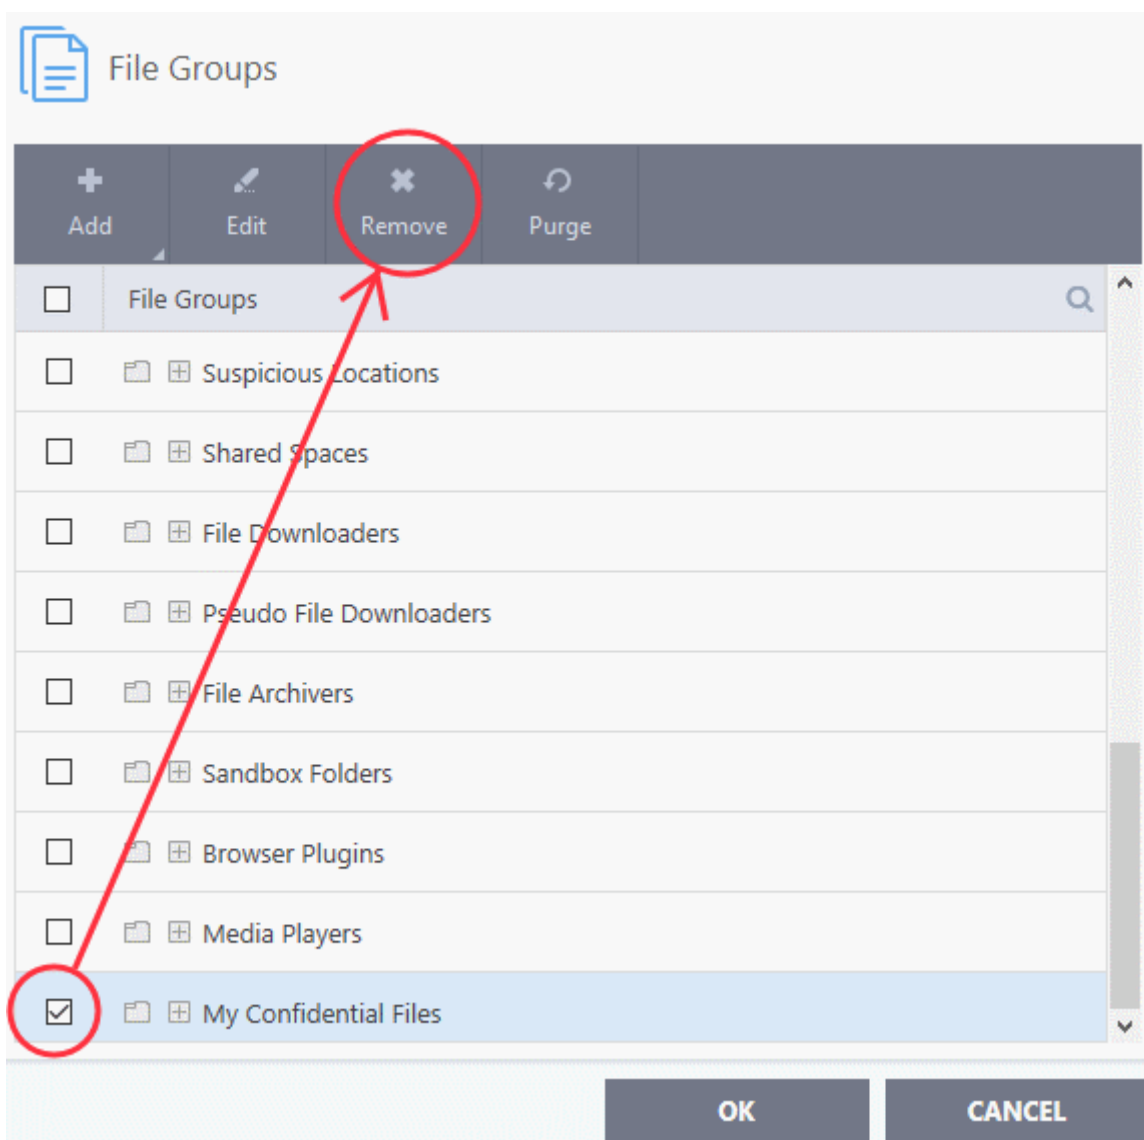 File Groups
Add Edit Remove Purge
File Groups
Suspicious Locations
Shared Spaces
File Downloaders
Pseudo File Downloaders
File Archivers
Sandbox Folders
Browser Plugins
Media Players
My Confidential Files
OK CANCEL